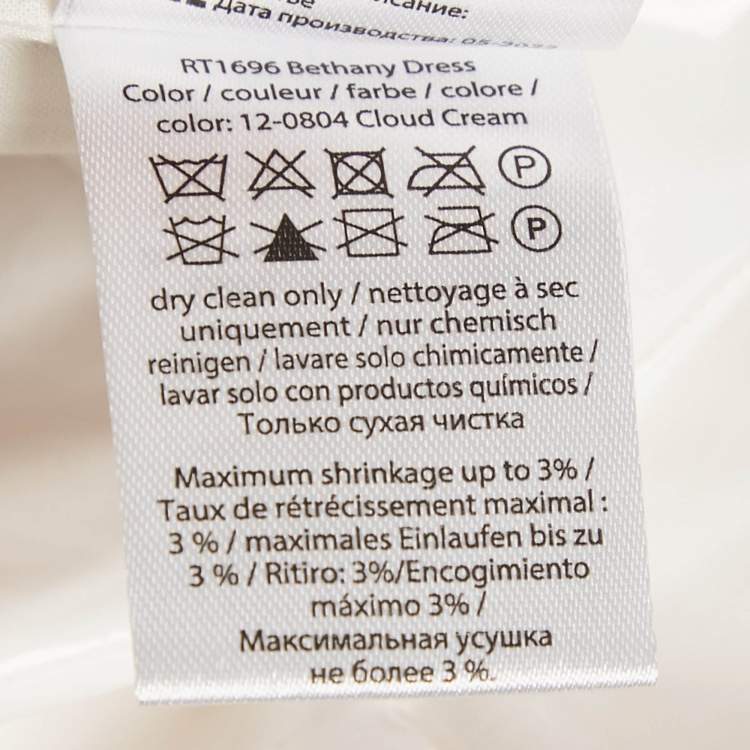 Дата производства: 05-2022
RT1696 Bethany Dress
Color / couleur / farbe / colore /
color: 12-0804 Cloud Cream
P
P
dry clean only / nettoyage à sec
uniquement / nur chemisch
reinigen / lavare solo chimicamente /
lavar solo con productos químicos /
Только сухая чистка
Maximum shrinkage up to 3% /
Taux de rétrécissement maximal :
3 % / maximales Einlaufen bis zu
3 % / Ritiro: 3%/Encogimiento
máximo 3% /
Максимальная усушка
не более 3 %.